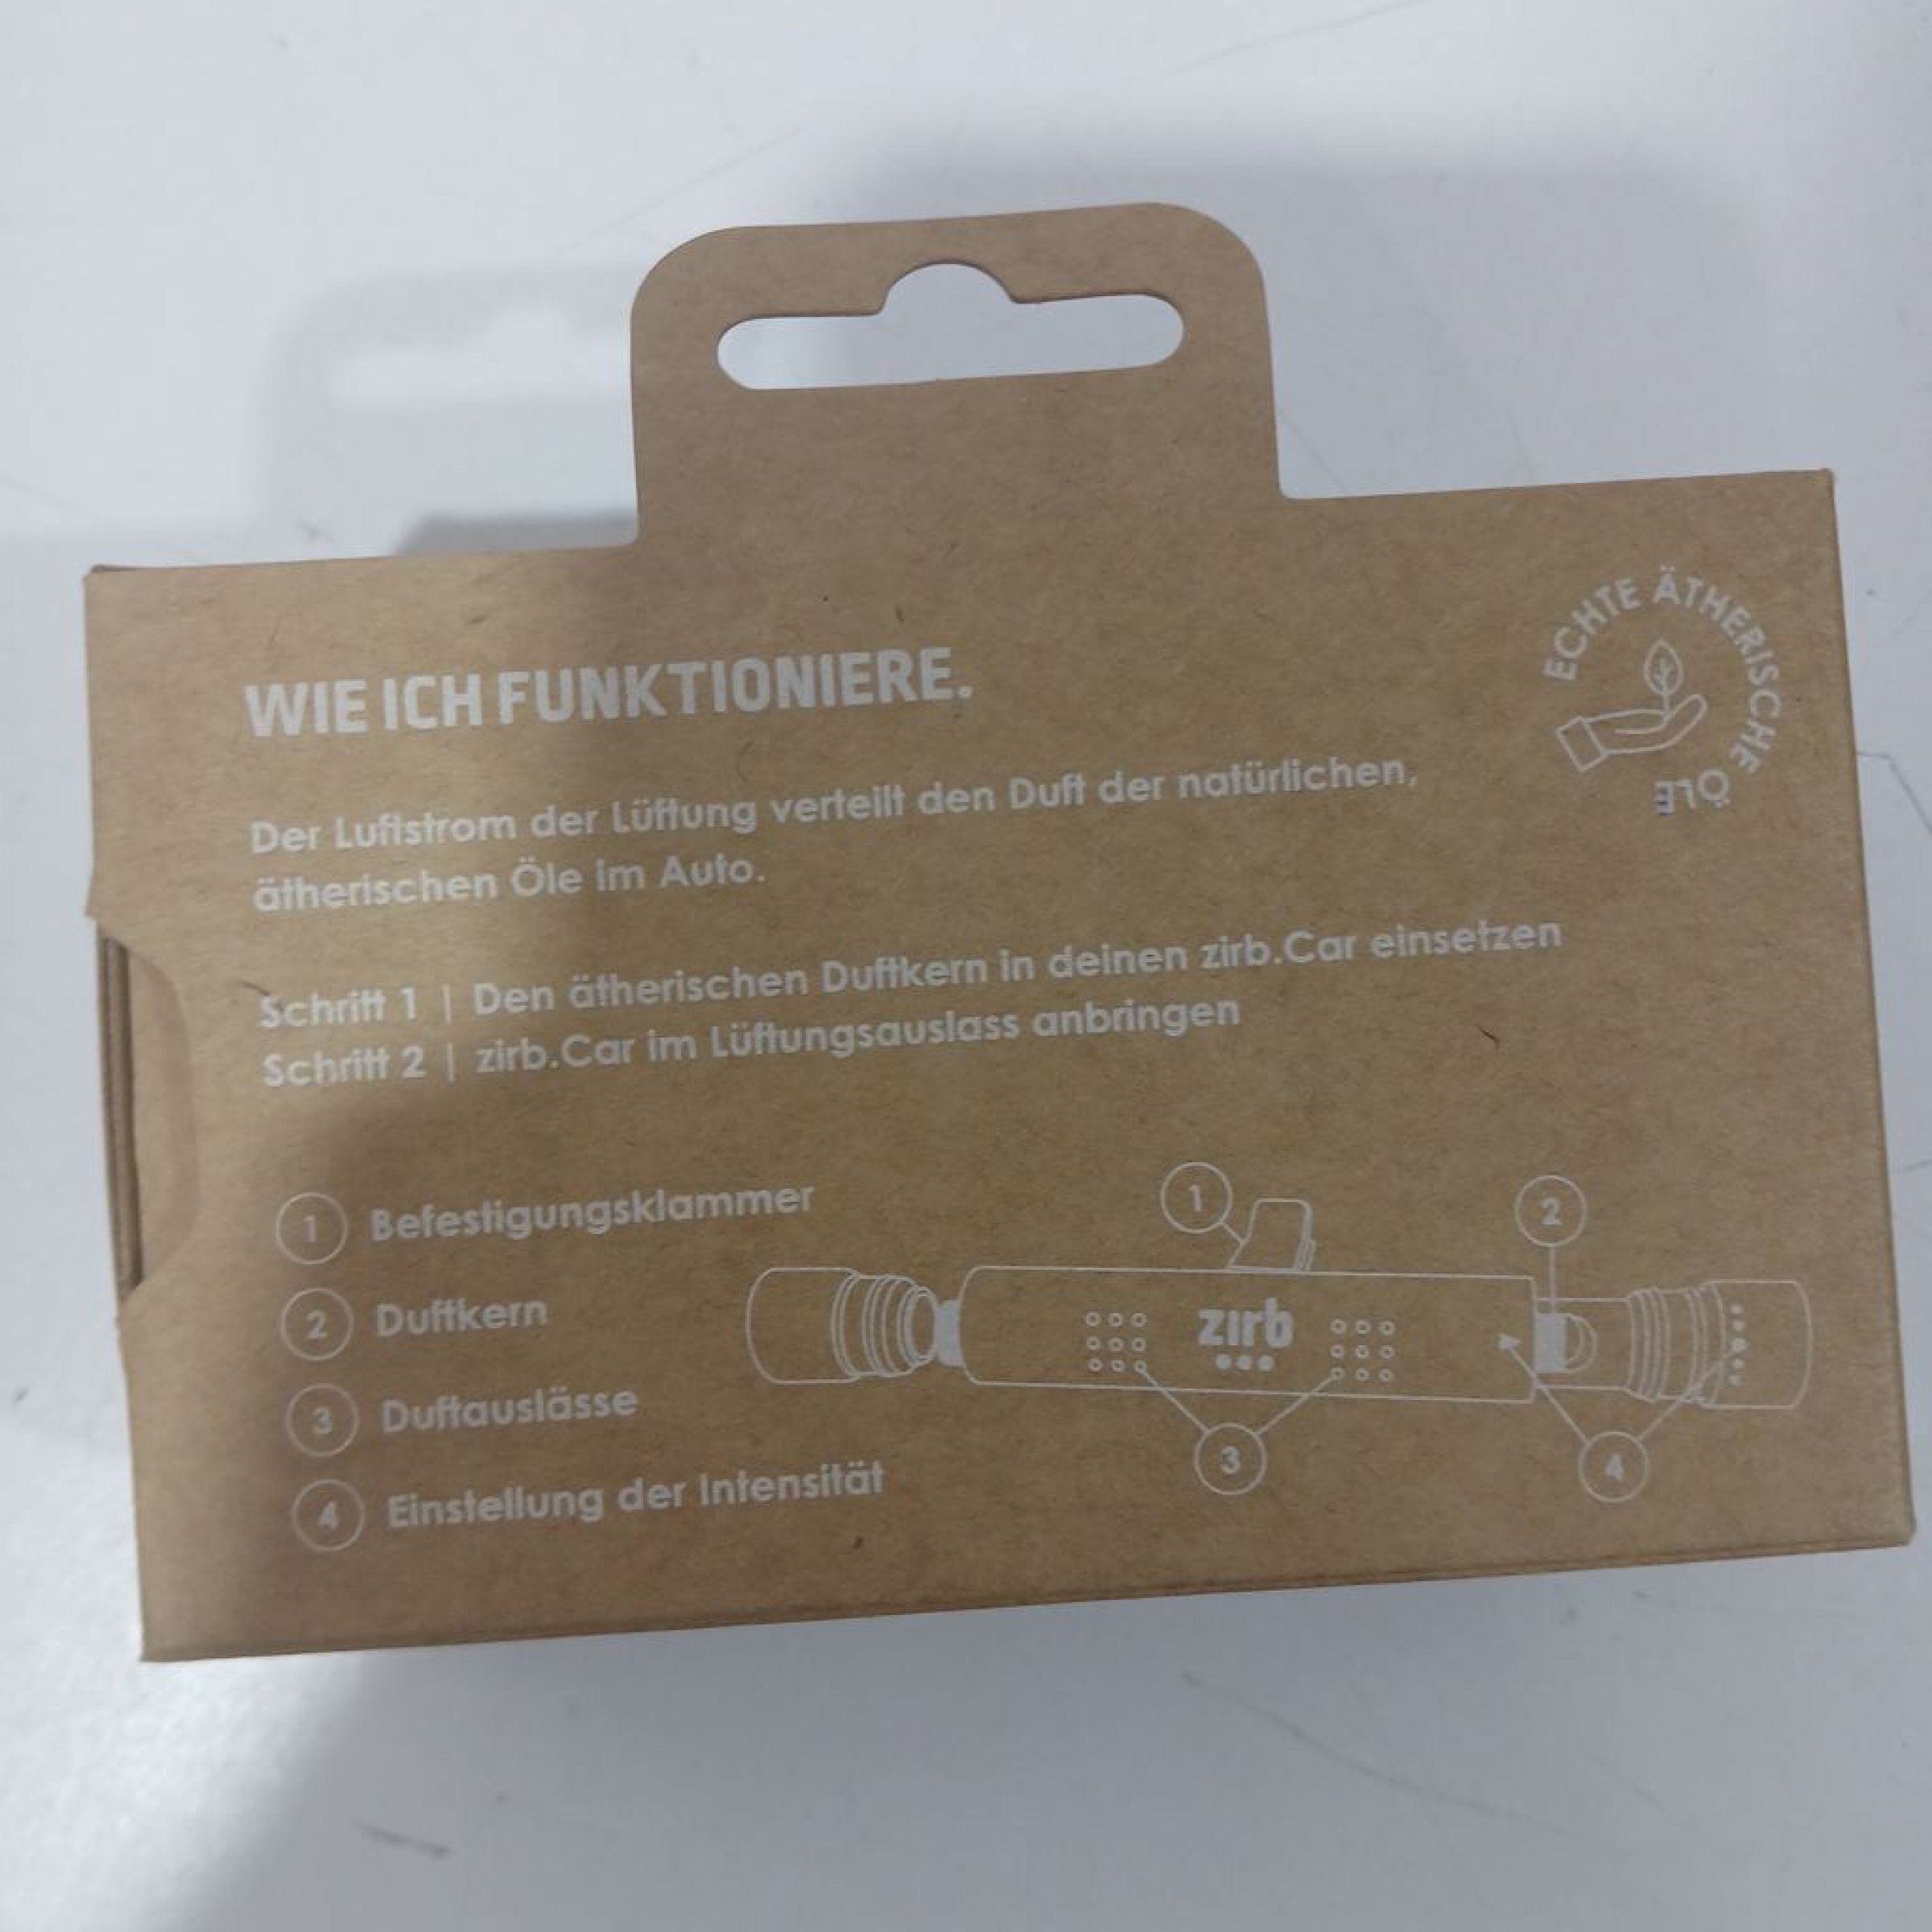 ECHTE ÄTHERISCHE ÖLE
WIE ICH FUNKTIONIERE.
Der Luftstrom der Lüftung verteilt den Duft der natürlichen,
ätherischen Öle im Auto.
Schritt 1 | Den ätherischen Duftkern in deinen zirb.Car einsetzen
Schritt 2 | zirb.Car im Lüftungsauslass anbringen
1 Befestigungsklammer
2 Duftkern
3 Duftauslässe
4 Einstellung der Intensität
1
2
zirb
3
4